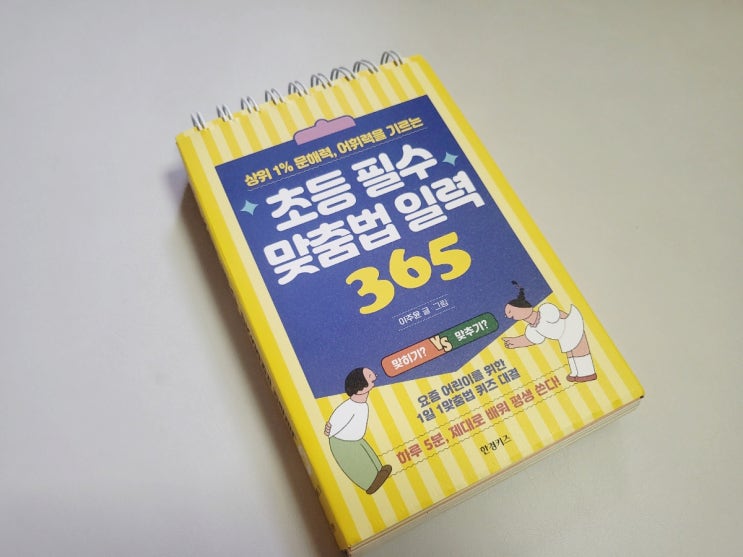 상위 1% 문해력, 어휘력을 기르는
초등 필수
맞춤법 일력
365
이주윤 글 그림
맞히기? VS 맞추기?
요즘 어린이를 위한
1일 1맞춤법 퀴즈 대결
하루 5분, 제대로 배워 평생 쓴다!
한경키즈